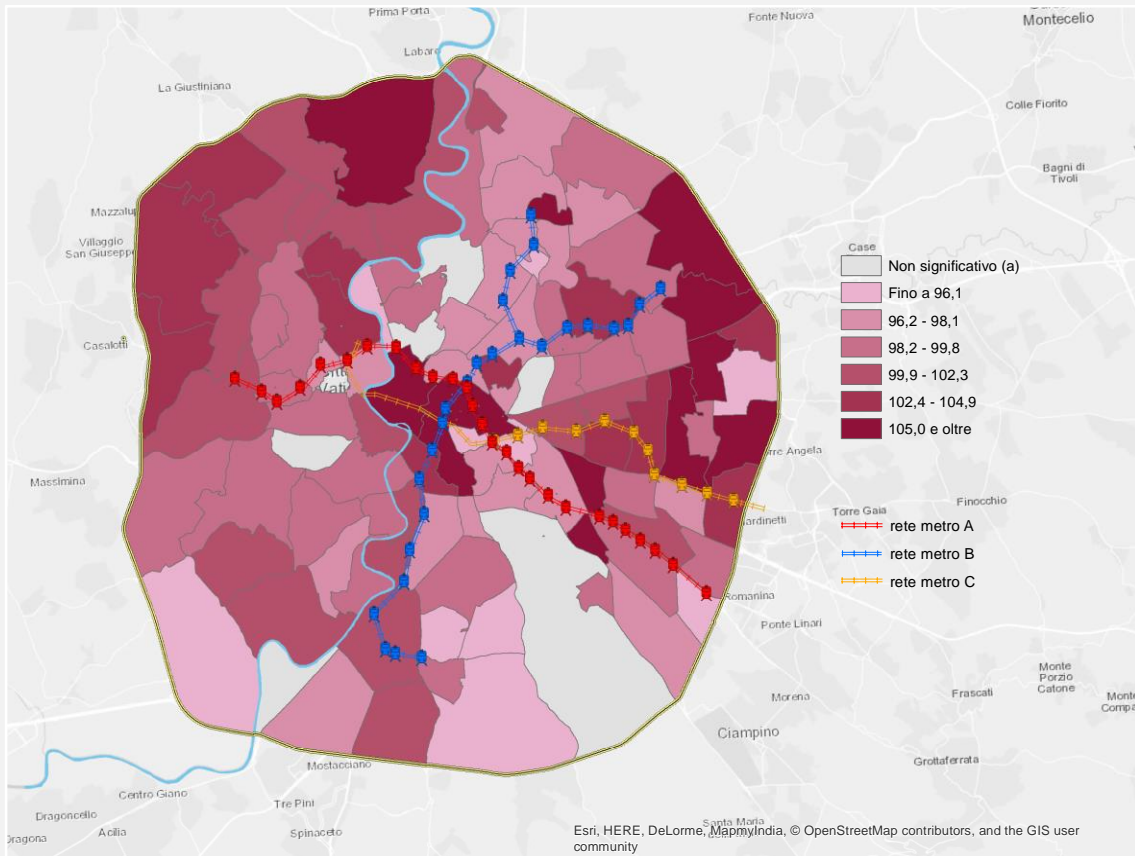 Prima Porta
Fonte Nuova
Montecelio
Labaro
La Giustiniana
Colle Fiorito
Bagni di
Tivoli
Villaggio
San Giuseppe
Case
Non significativo (a)
Fino a 96,1
96,2 - 98,1
98,2 - 99,8
99,9 - 102,3
102,4 - 104,9
105,0 e oltre
Casalotti
Massimina
Finocchio
Torre Gaia
rete metro A
rete metro B
rete metro C
Romanina
Ponte Linari
Monte
Porzio
Catone
Frascati
Morena
Ciampino
Grottaferrata
Mostacciano
Centro Giano
Tre Pini
Dragoncello
Acilia
Spinaceto
Santa Maria
Esri, HERE, DeLorme, MapmyIndia, © OpenStreetMap contributors, and the GIS user
community